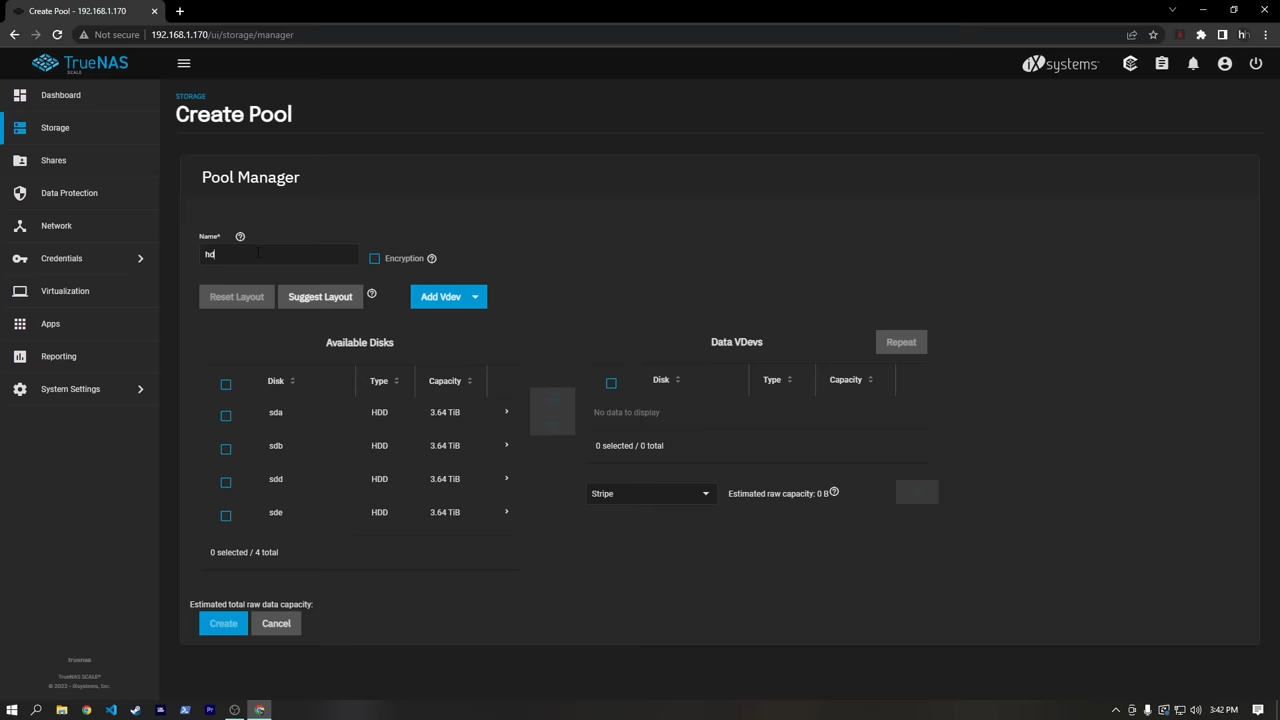 Create Pool - 192.168.1.170
Not secure 192.168.1.170/ui/storage/manager
TrueNAS
SCALE
iXsystems
Dashboard
Storage
Shares
Data Protection
Network
Credentials
Virtualization
Apps
Reporting
System Settings
truenas
TrueNAS SCALE®
© 2023 - iXsystems, Inc.
STORAGE
Create Pool
Pool Manager
Name*
hd
Encryption
Reset Layout Suggest Layout Add Vdev
Available Disks
Disk Type Capacity
sda HDD 3.64 TiB
sdb HDD 3.64 TiB
sdd HDD 3.64 TiB
sde HDD 3.64 TiB
0 selected / 4 total
Data VDevs Repeat
Disk Type Capacity
No data to display
0 selected / 0 total
Stripe Estimated raw capacity: 0 B
Estimated total raw data capacity:
Create Cancel
3:42 PM